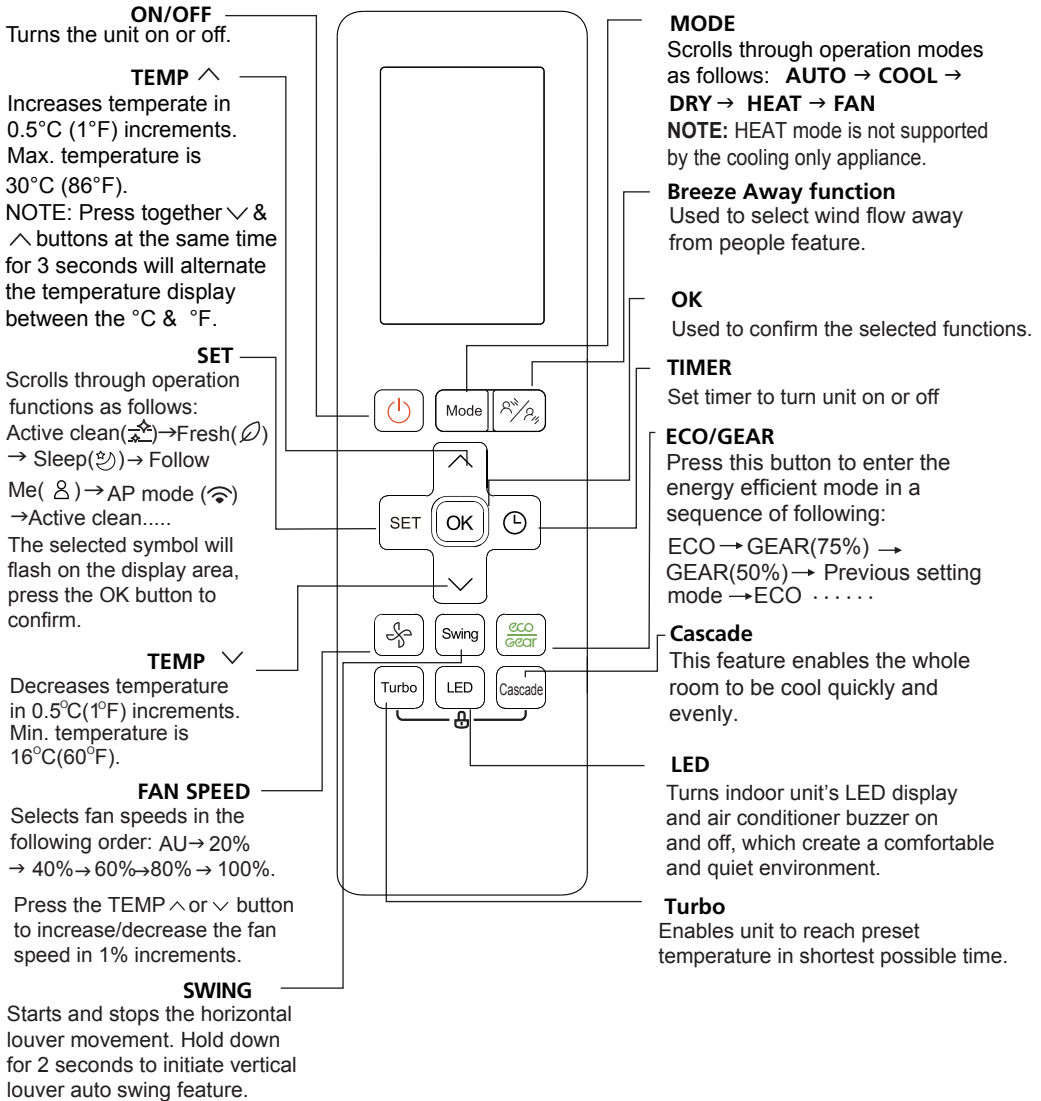 ON/OFF
Turns the unit on or off.
TEMP ︿
Increases temperate in
0.5°C (1°F) increments.
Max. temperature is
30°C (86°F).
NOTE: Press together ﹀ &
︿ buttons at the same time
for 3 seconds will alternate
the temperature display
between the °C & °F.
SET
Scrolls through operation
functions as follows:
Active clean( )→Fresh( )
→ Sleep( )→ Follow
Me( )→AP mode ( )
→Active clean.....
The selected symbol will
flash on the display area,
press the OK button to
confirm.
TEMP ﹀
Decreases temperature
in 0.5°C(1°F) increments.
Min. temperature is
16°C(60°F).
FAN SPEED
Selects fan speeds in the
following order: AU→ 20%
→ 40%→60%→80%→ 100%.
Press the TEMP ︿ or ﹀ button
to increase/decrease the fan
speed in 1% increments.
SWING
Starts and stops the horizontal
louver movement. Hold down
for 2 seconds to initiate vertical
louver auto swing feature.
Mode
SET
OK
Swing
eco
Gear
Turbo
LED
Cascade
MODE
Scrolls through operation modes
as follows: AUTO → COOL →
DRY → HEAT → FAN
NOTE: HEAT mode is not supported
by the cooling only appliance.
Breeze Away function
Used to select wind flow away
from people feature.
OK
Used to confirm the selected functions.
TIMER
Set timer to turn unit on or off
ECO/GEAR
Press this button to enter the
energy efficient mode in a
sequence of following:
ECO → GEAR(75%) →
GEAR(50%)→ Previous setting
mode →ECO ······
Cascade
This feature enables the whole
room to be cool quickly and
evenly.
LED
Turns indoor unit's LED display
and air conditioner buzzer on
and off, which create a comfortable
and quiet environment.
Turbo
Enables unit to reach preset
temperature in shortest possible time.